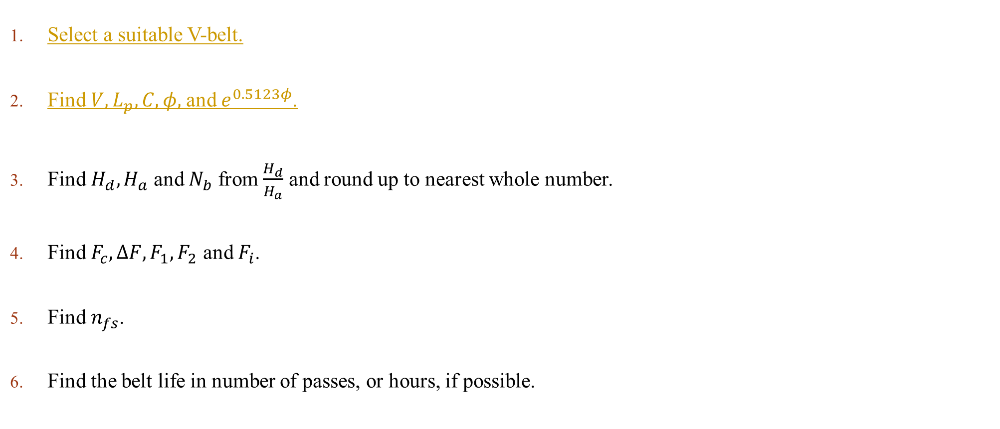 1. Select a suitable V-belt.
2. Find $V, L_p, C, \phi$, and $e^{0.5123\phi}$.
3. Find $H_d, H_a$ and $N_b$ from $\frac{H_d}{H_a}$ and round up to nearest whole number.
4. Find $F_c, \Delta F, F_1, F_2$ and $F_i$.
5. Find $n_{fs}$.
6. Find the belt life in number of passes, or hours, if possible.